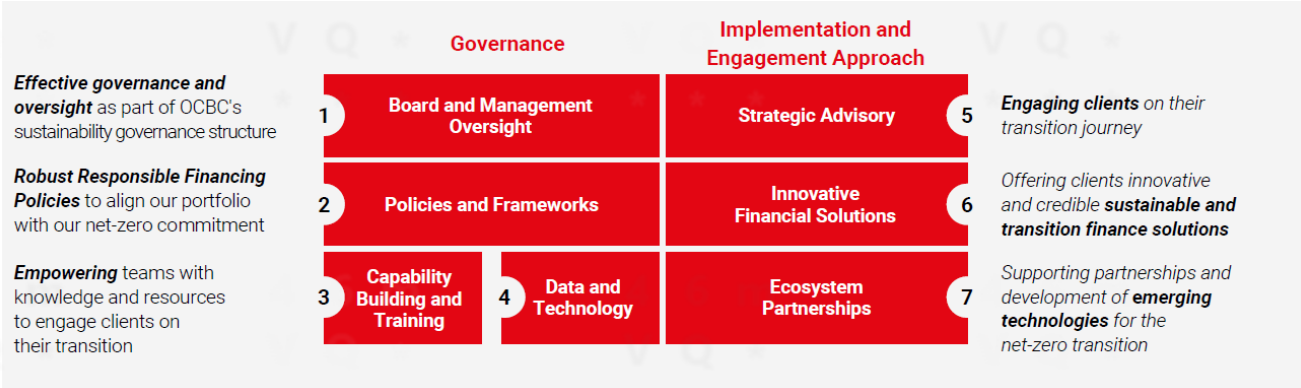 Governance
Implementation and
Engagement Approach
Effective governance and
oversight as part of OCBC's
sustainability governance structure
1
Board and Management
Oversight
Strategic Advisory
5
Engaging clients on their
transition journey
Robust Responsible Financing
Policies to align our portfolio
with our net-zero commitment
2
Policies and Frameworks
Innovative
Financial Solutions
6
Offering clients innovative
and credible sustainable and
transition finance solutions
Empowering teams with
knowledge and resources
to engage clients on
their transition
3
Capability
Building and
Training
4
Data and
Technology
Ecosystem
Partnerships
7
Supporting partnerships and
development of emerging
technologies for the
net-zero transition